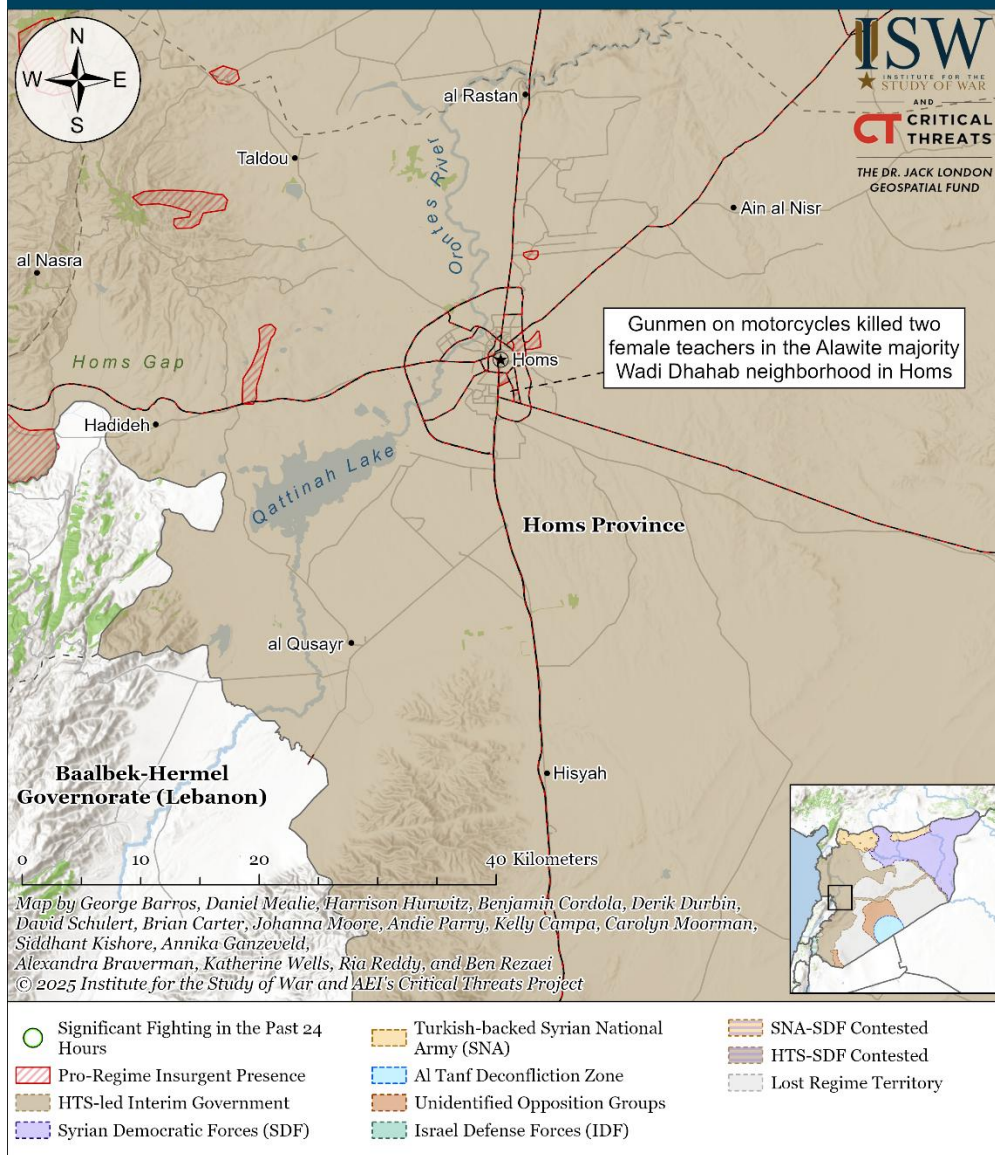 N
W E
S
ISW
INSTITUTE FOR THE
STUDY OF WAR
AND
CT CRITICAL
THREATS
THE DR. JACK LONDON
GEOSPATIAL FUND
al Rastan
Taldou
Orontes River
Ain al Nisr
al Nasra
Gunmen on motorcycles killed two
female teachers in the Alawite majority
Wadi Dhahab neighborhood in Homs
Homs
Homs Gap
Hadideh
Qattinah Lake
Homs Province
al Qusayr
Hisyah
Baalbek-Hermel
Governorate (Lebanon)
0 10 20 40 Kilometers
Map by George Barros, Daniel Mealie, Harrison Hurwitz, Benjamin Cordola, Derik Durbin,
David Schulert, Brian Carter, Johanna Moore, Andie Parry, Kelly Campa, Carolyn Moorman,
Siddhant Kishore, Annika Ganzeveld,
Alexandra Braverman, Katherine Wells, Ria Reddy, and Ben Rezaei
© 2025 Institute for the Study of War and AEI's Critical Threats Project
Significant Fighting in the Past 24
Hours
Pro-Regime Insurgent Presence
HTS-led Interim Government
Syrian Democratic Forces (SDF)
Turkish-backed Syrian National
Army (SNA)
Al Tanf Deconfliction Zone
Unidentified Opposition Groups
Israel Defense Forces (IDF)
SNA-SDF Contested
HTS-SDF Contested
Lost Regime Territory